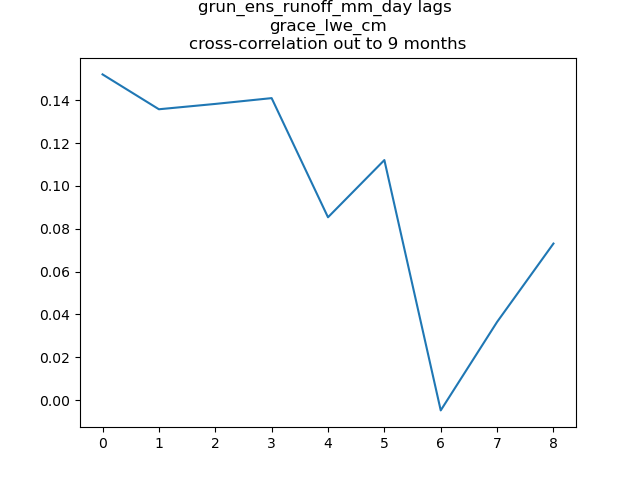 grun_ens_runoff_mm_day lags
grace_lwe_cm
cross-correlation out to 9 months
0.14
0.12
0.10
0.08
0.06
0.04
0.02
0.00
0 1 2 3 4 5 6 7 8